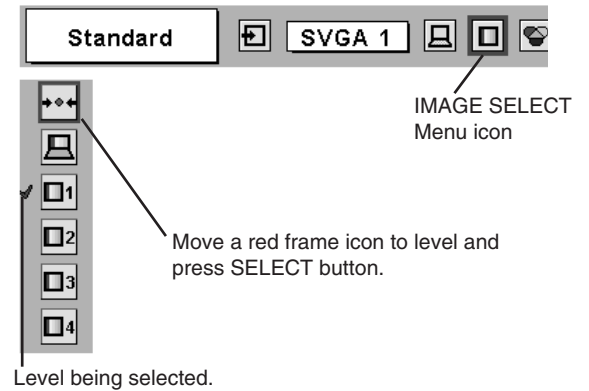 Standard SVGA 1
IMAGE SELECT
Menu icon
1
Move a red frame icon to level and
press SELECT button.
2
3
4
Level being selected.